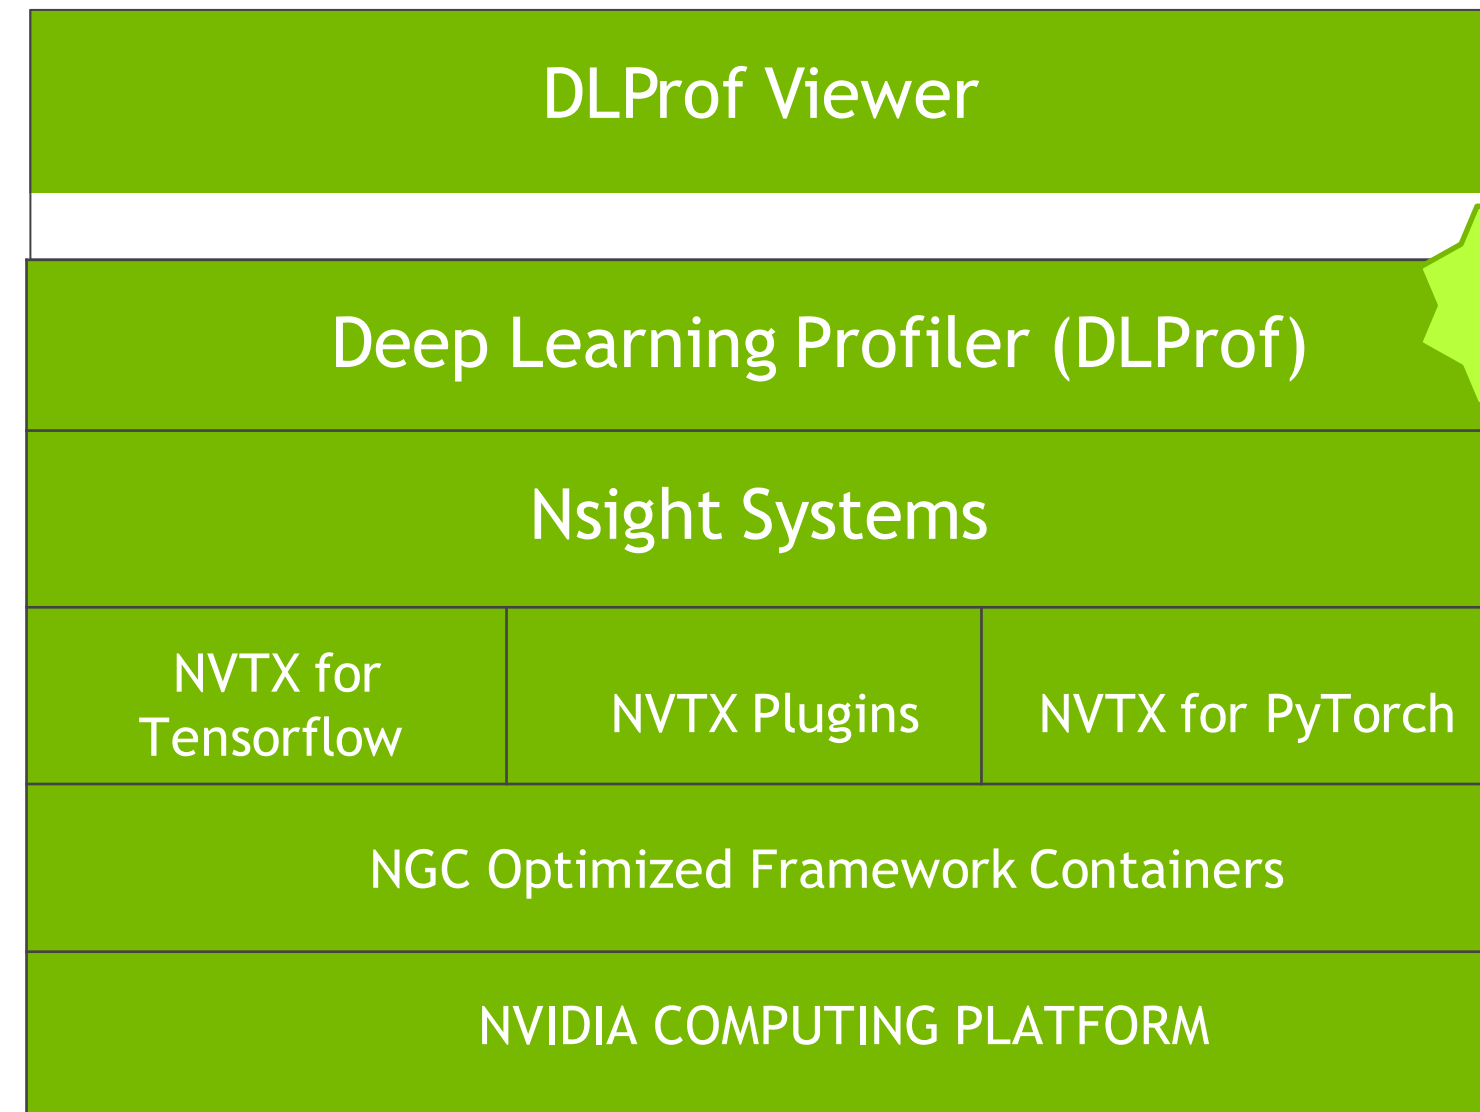 DLProf Viewer
Deep Learning Profiler (DLProf)
Nsight Systems
NVTX for
Tensorflow
NVTX Plugins
NVTX for PyTorch
NGC Optimized Framework Containers
NVIDIA COMPUTING PLATFORM